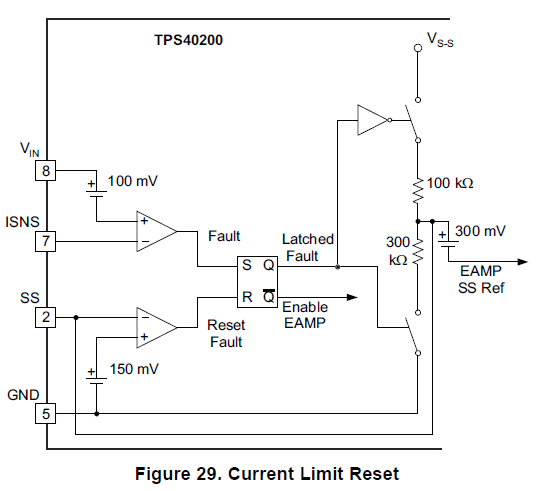 TPS40200
VS-S
VIN
8
100 mV
+
100 kΩ
ISNS
7
+
−
Fault
Latched
Fault
300
kΩ
+
300 mV
S Q
EAMP
SS Ref
SS
2
−
+
R Q̅
Enable
EAMP
Reset
Fault
+
150 mV
GND
5
Figure 29. Current Limit Reset